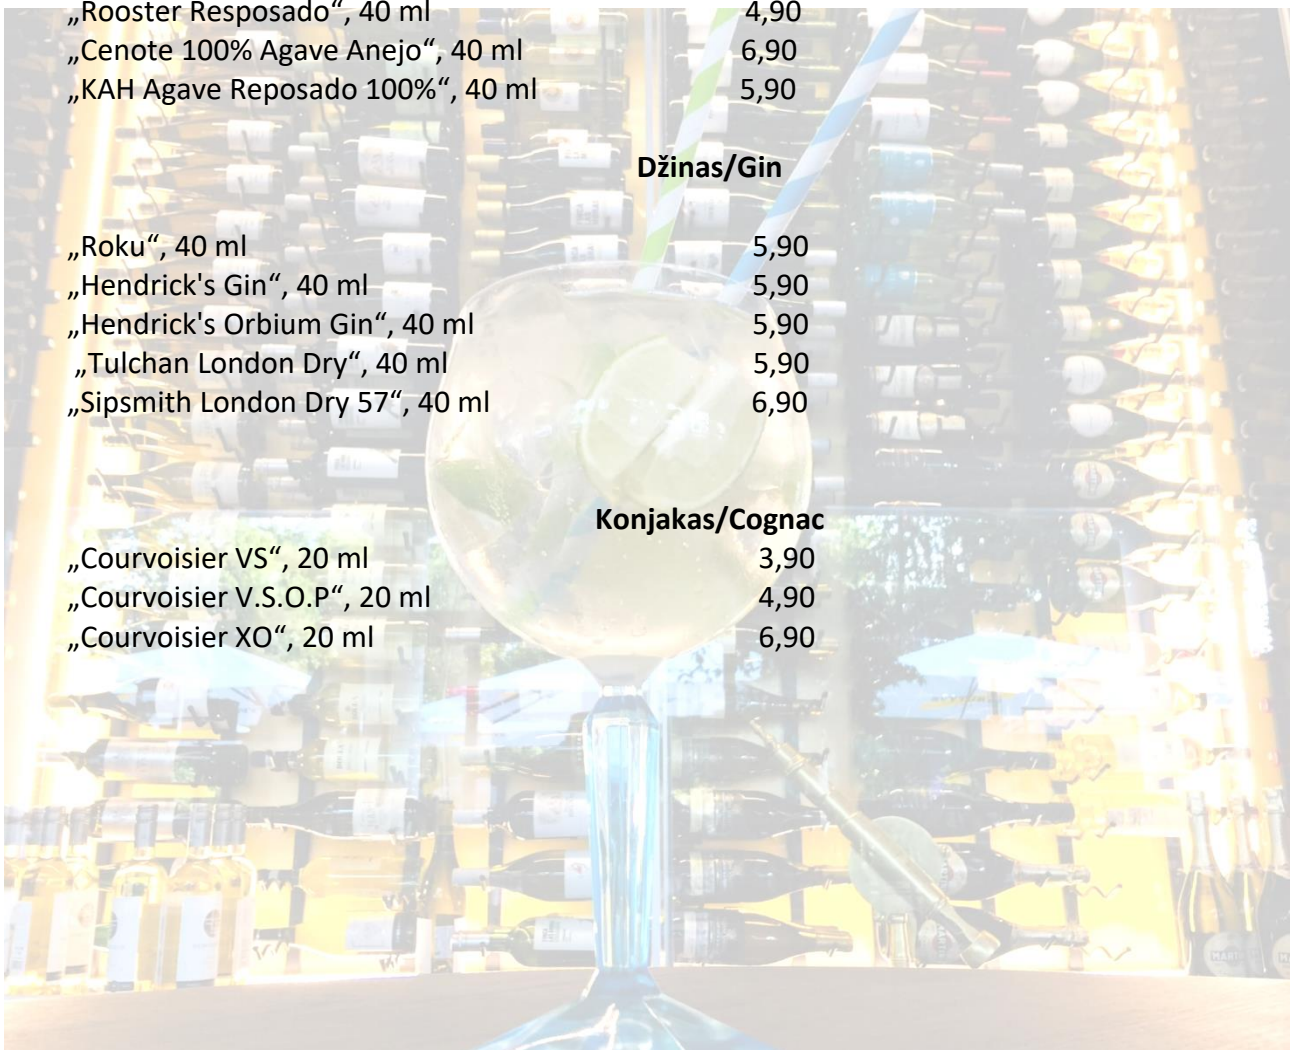 „Rooster Resposado“, 40 ml 4,90
„Cenote 100% Agave Anejo“, 40 ml 6,90
„KAH Agave Reposado 100%“, 40 ml 5,90
Džinas/Gin
„Roku“, 40 ml 5,90
„Hendrick's Gin“, 40 ml 5,90
„Hendrick's Orbium Gin“, 40 ml 5,90
„Tulchan London Dry“, 40 ml 5,90
„Sipsmith London Dry 57“, 40 ml 6,90
Konjakas/Cognac
„Courvoisier VS“, 20 ml 3,90
„Courvoisier V.S.O.P“, 20 ml 4,90
„Courvoisier XO“, 20 ml 6,90